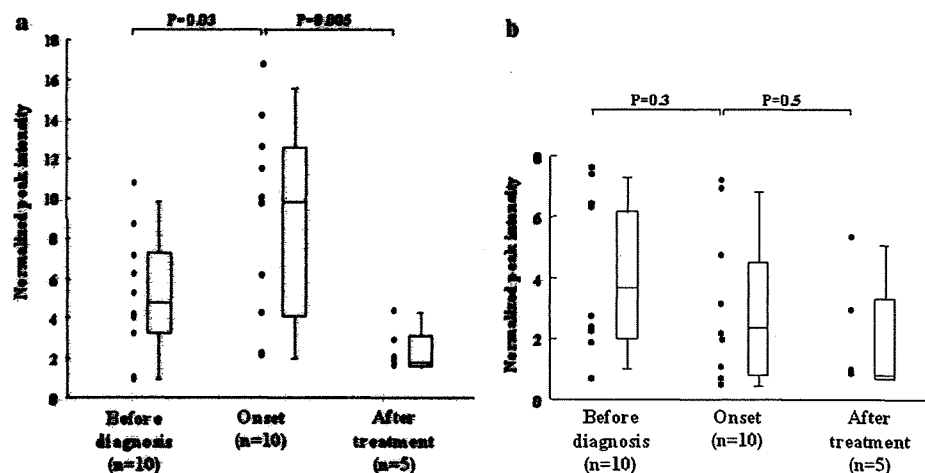 a
P=0.03
P=0.005
Normalized peak intensity
18
16
14
12
10
8
6
4
2
0
Before
diagnosis
(n=10)
Onset
(n=10)
After
treatment
(n=5)
b
P=0.3
P=0.5
Normalized peak intensity
8
6
4
2
0
Before
diagnosis
(n=10)
Onset
(n=10)
After
treatment
(n=5)